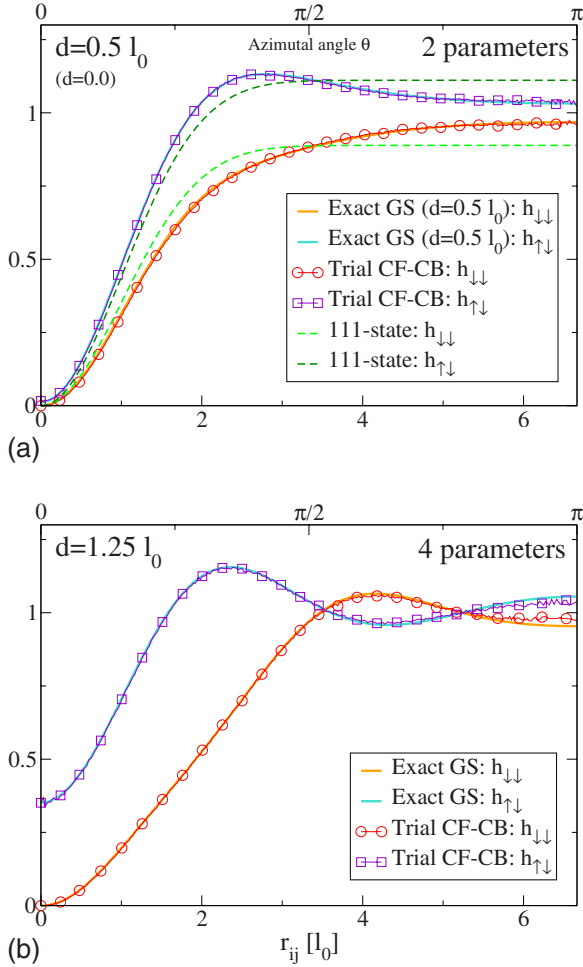 0 π/2 π
d=0.5 l₀ Azimutal angle θ 2 parameters
(d=0.0)
1
Exact GS (d=0.5 l₀): h↓↓
Exact GS (d=0.5 l₀): h↑↓
0.5
Trial CF-CB: h↓↓
Trial CF-CB: h↑↓
111-state: h↓↓
111-state: h↑↓
0
0 2 4 6
(a)
0 π/2 π
d=1.25 l₀ 4 parameters
1
0.5
Exact GS: h↓↓
Exact GS: h↑↓
Trial CF-CB: h↓↓
Trial CF-CB: h↑↓
0
0 2 4 6
(b) r_ij [l₀]